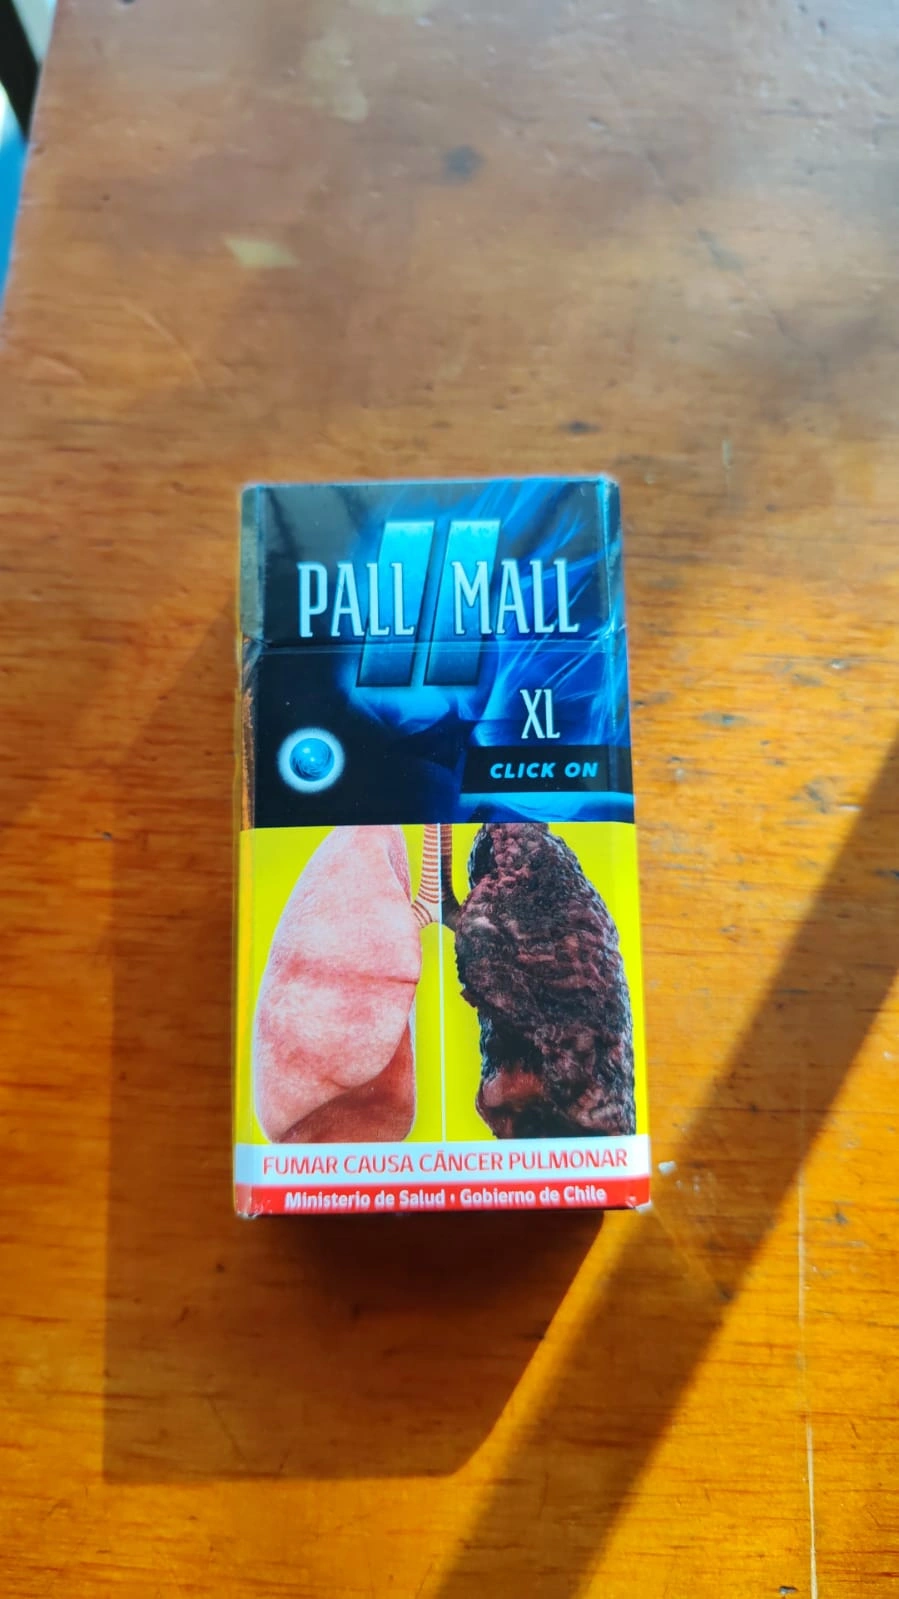 PALL MALL
XL
CLICK ON
FUMAR CAUSA CÁNCER PULMONAR
Ministerio de Salud • Gobierno de Chile